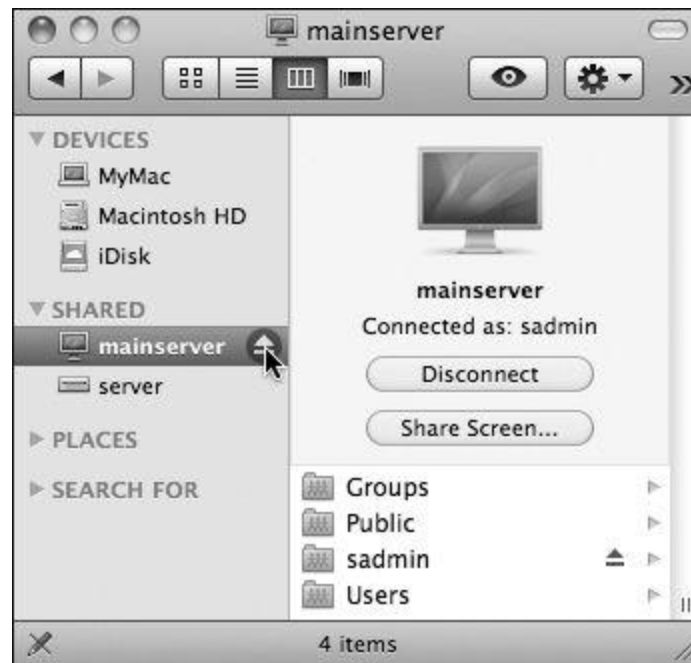 mainserver
DEVICES
MyMac
Macintosh HD
iDisk
SHARED
mainserver
server
PLACES
SEARCH FOR
mainserver
Connected as: sadmin
Disconnect
Share Screen...
Groups
Public
sadmin
Users
4 items